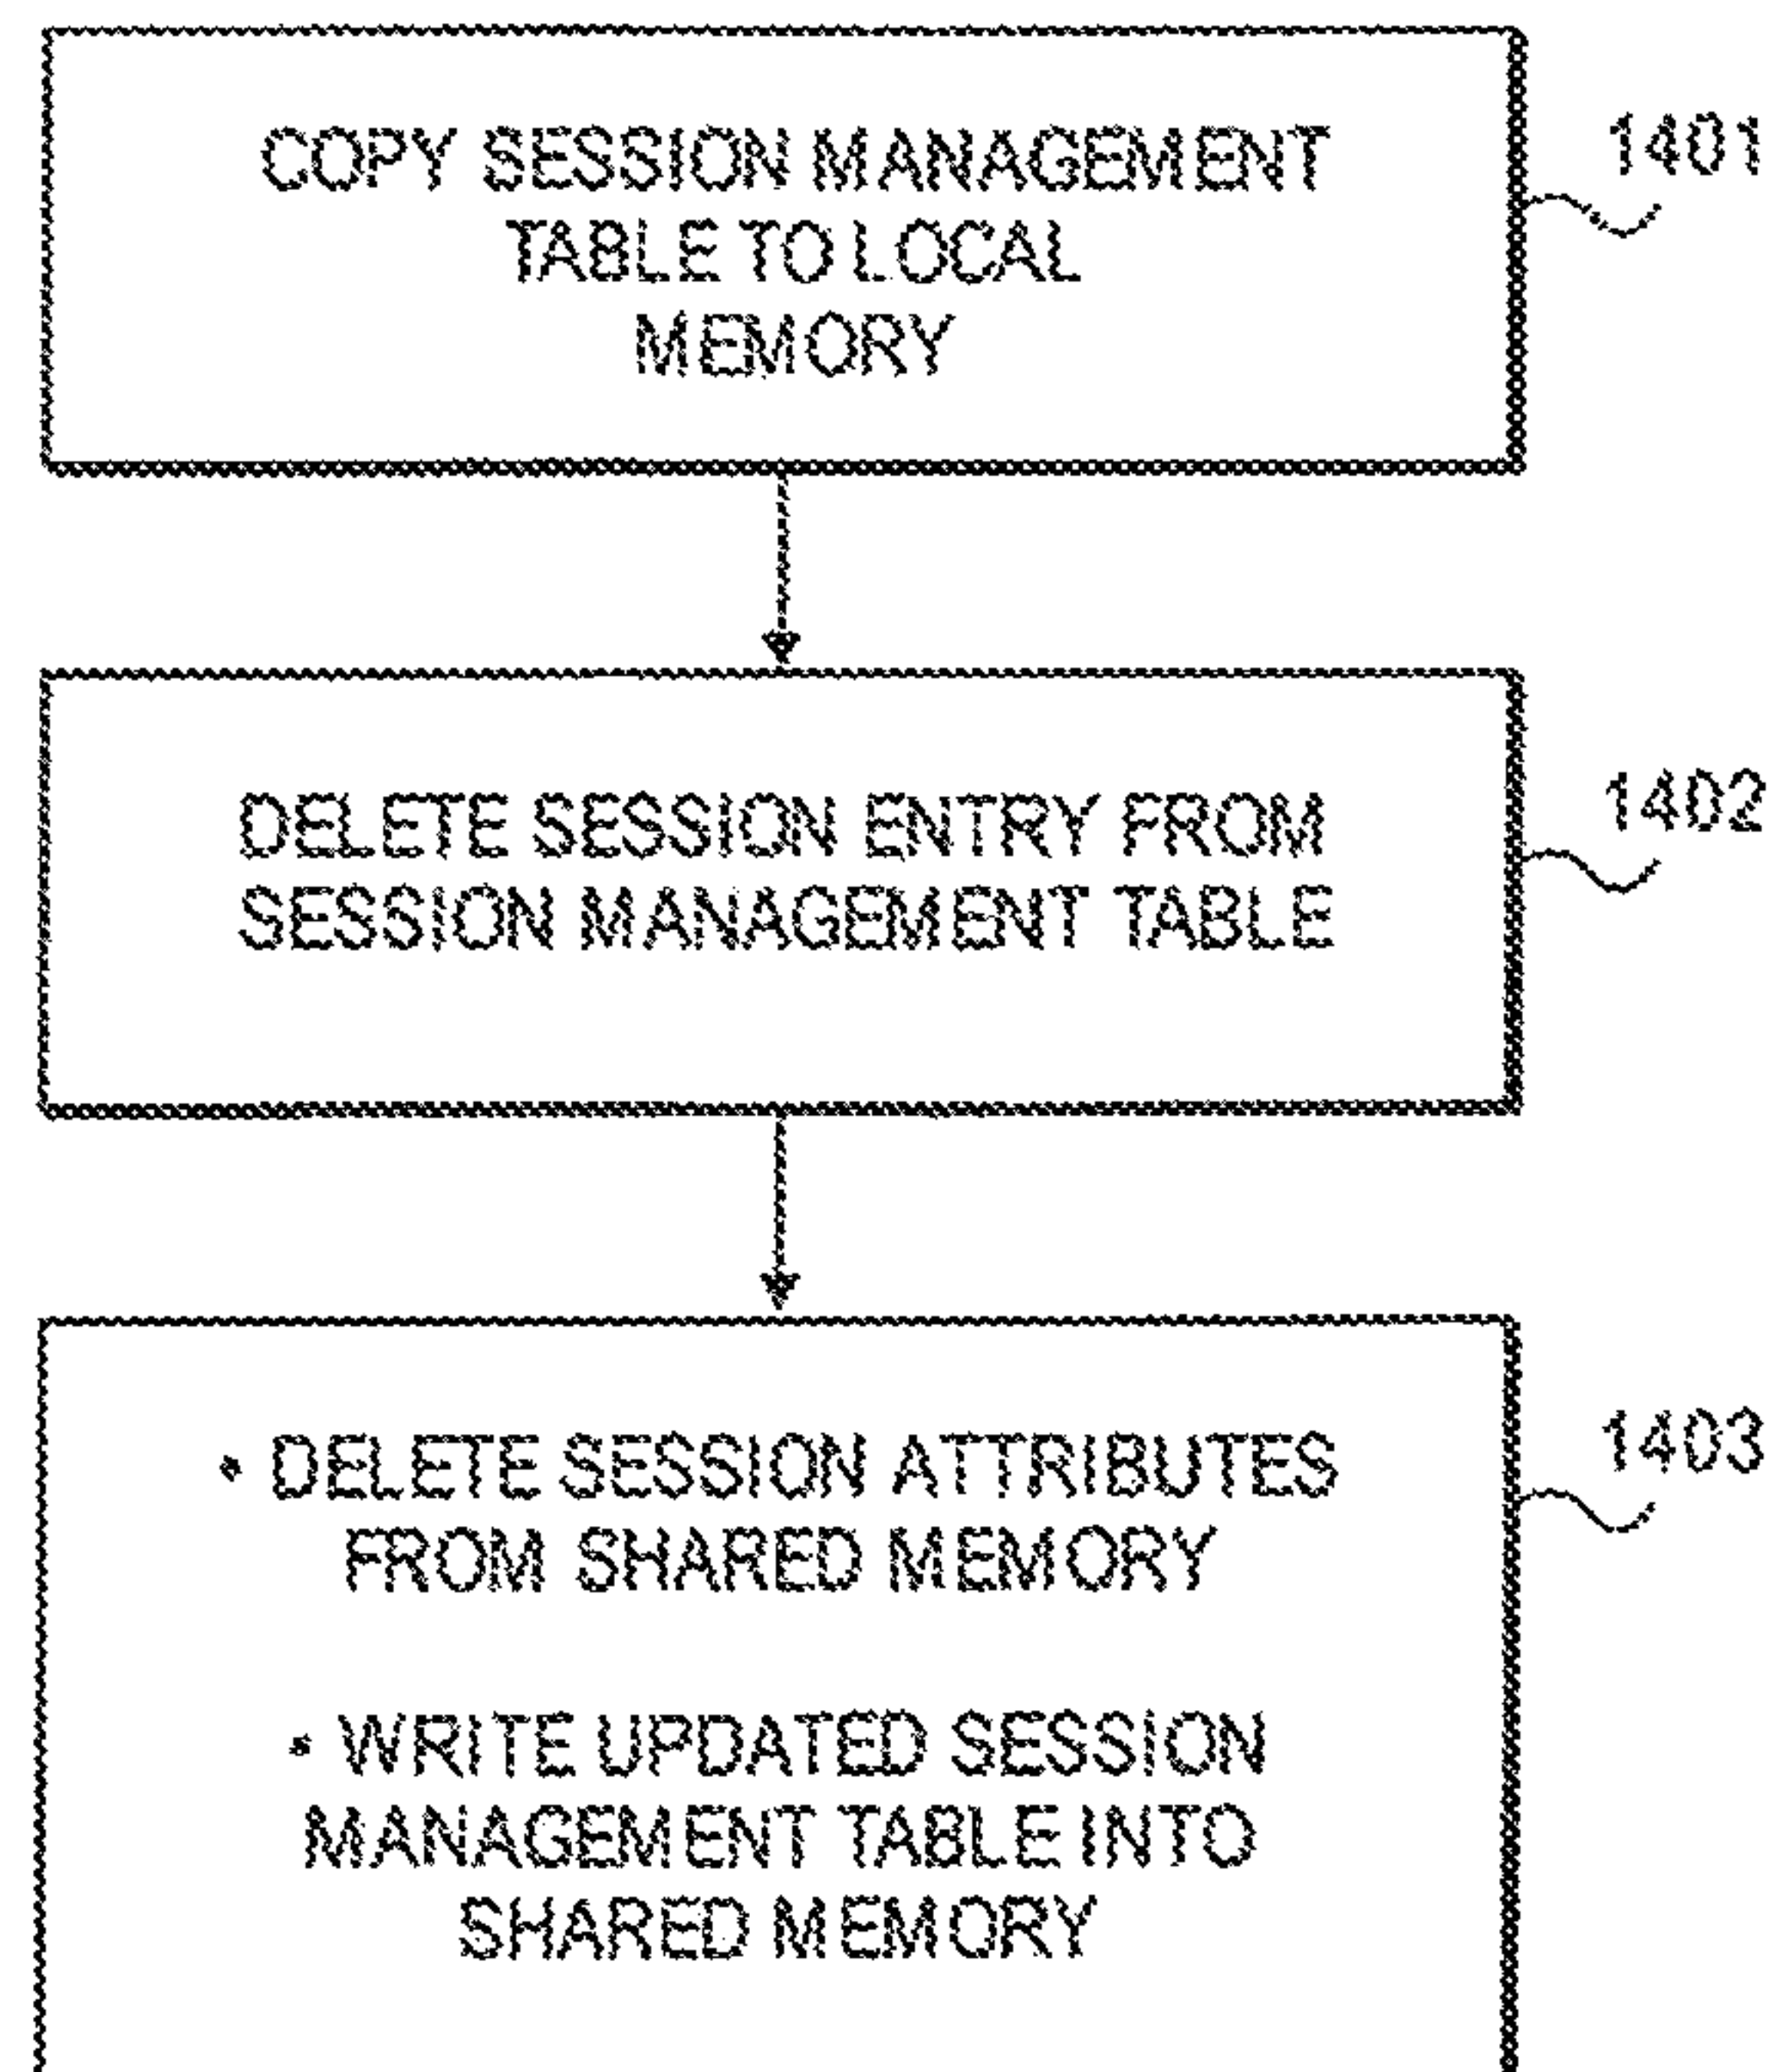 COPY SESSION MANAGEMENT
TABLE TO LOCAL
MEMORY
1401
DELETE SESSION ENTRY FROM
SESSION MANAGEMENT TABLE
1402
• DELETE SESSION ATTRIBUTES
FROM SHARED MEMORY
1403
• WRITE UPDATED SESSION
MANAGEMENT TABLE INTO
SHARED MEMORY